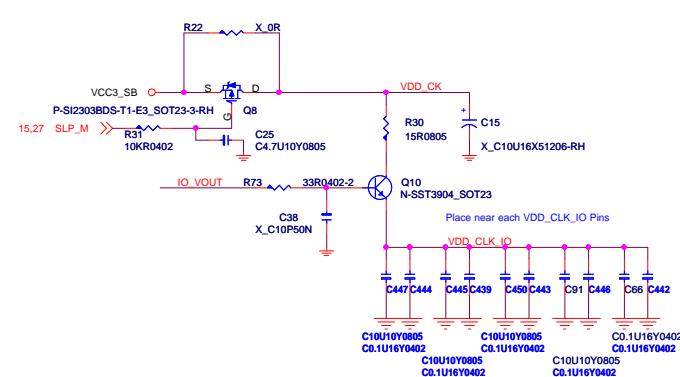 R22 X_0R
VCC3_SB S D VDD_CK
G
P-SI2303BDS-T1-E3_SOT23-3-RH Q8
15,27 SLP_M
R31
10KR0402
C25
C4.7U10Y0805
R30
15R0805
+
C15
X_C10U16X51206-RH
IO_VOUT R73 33R0402-2
Q10
N-SST3904_SOT23
C38
X_C10P50N
Place near each VDD_CLK_IO Pins
VDD_CLK_IO
C447 C444 C445 C439 C450 C443 C91 C446 C66 C442
C10U10Y0805 C10U10Y0805 C0.1U16Y0402
C0.1U16Y0402 C0.1U16Y0402 C0.1U16Y0402
C10U10Y0805 C10U10Y0805
C0.1U16Y0402 C0.1U16Y0402